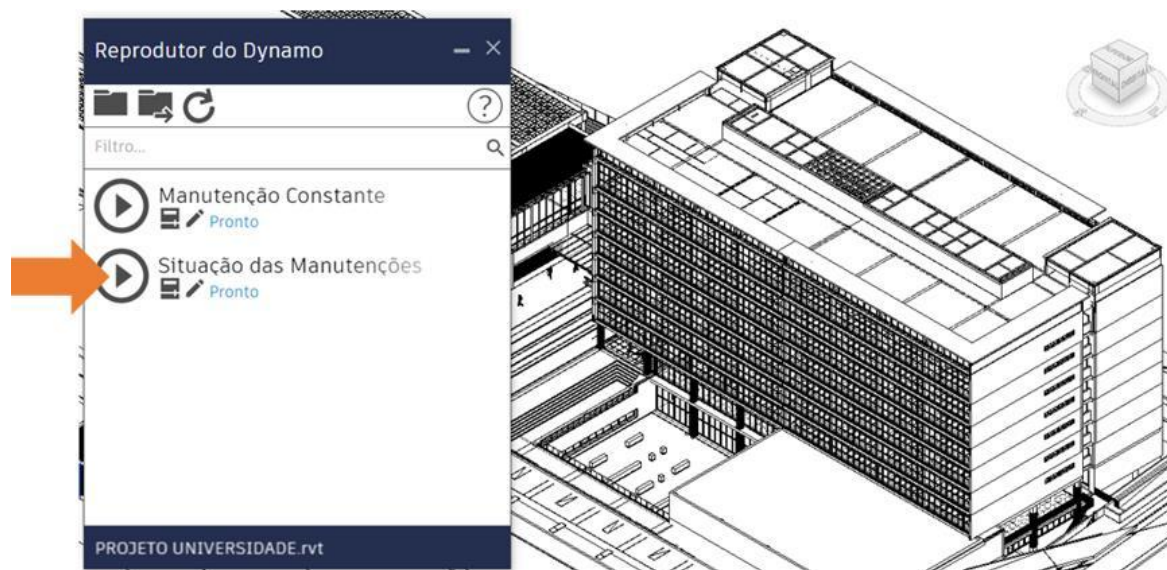 Reprodutor do Dynamo
?
Filtro...
Manutenção Constante
Pronto
Situação das Manutenções
Pronto
PROJETO UNIVERSIDADE.rvt